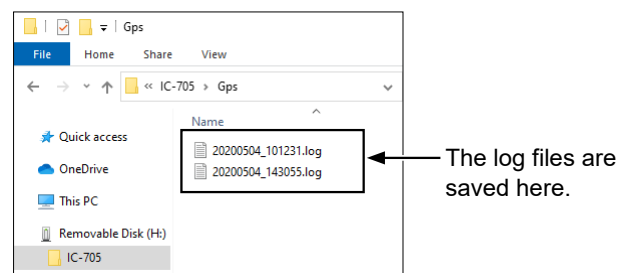 Gps
File Home Share View
« IC-705 › Gps
Name
Quick access
20200504_101231.log
OneDrive
20200504_143055.log
This PC
Removable Disk (H:)
IC-705
The log files are
saved here.